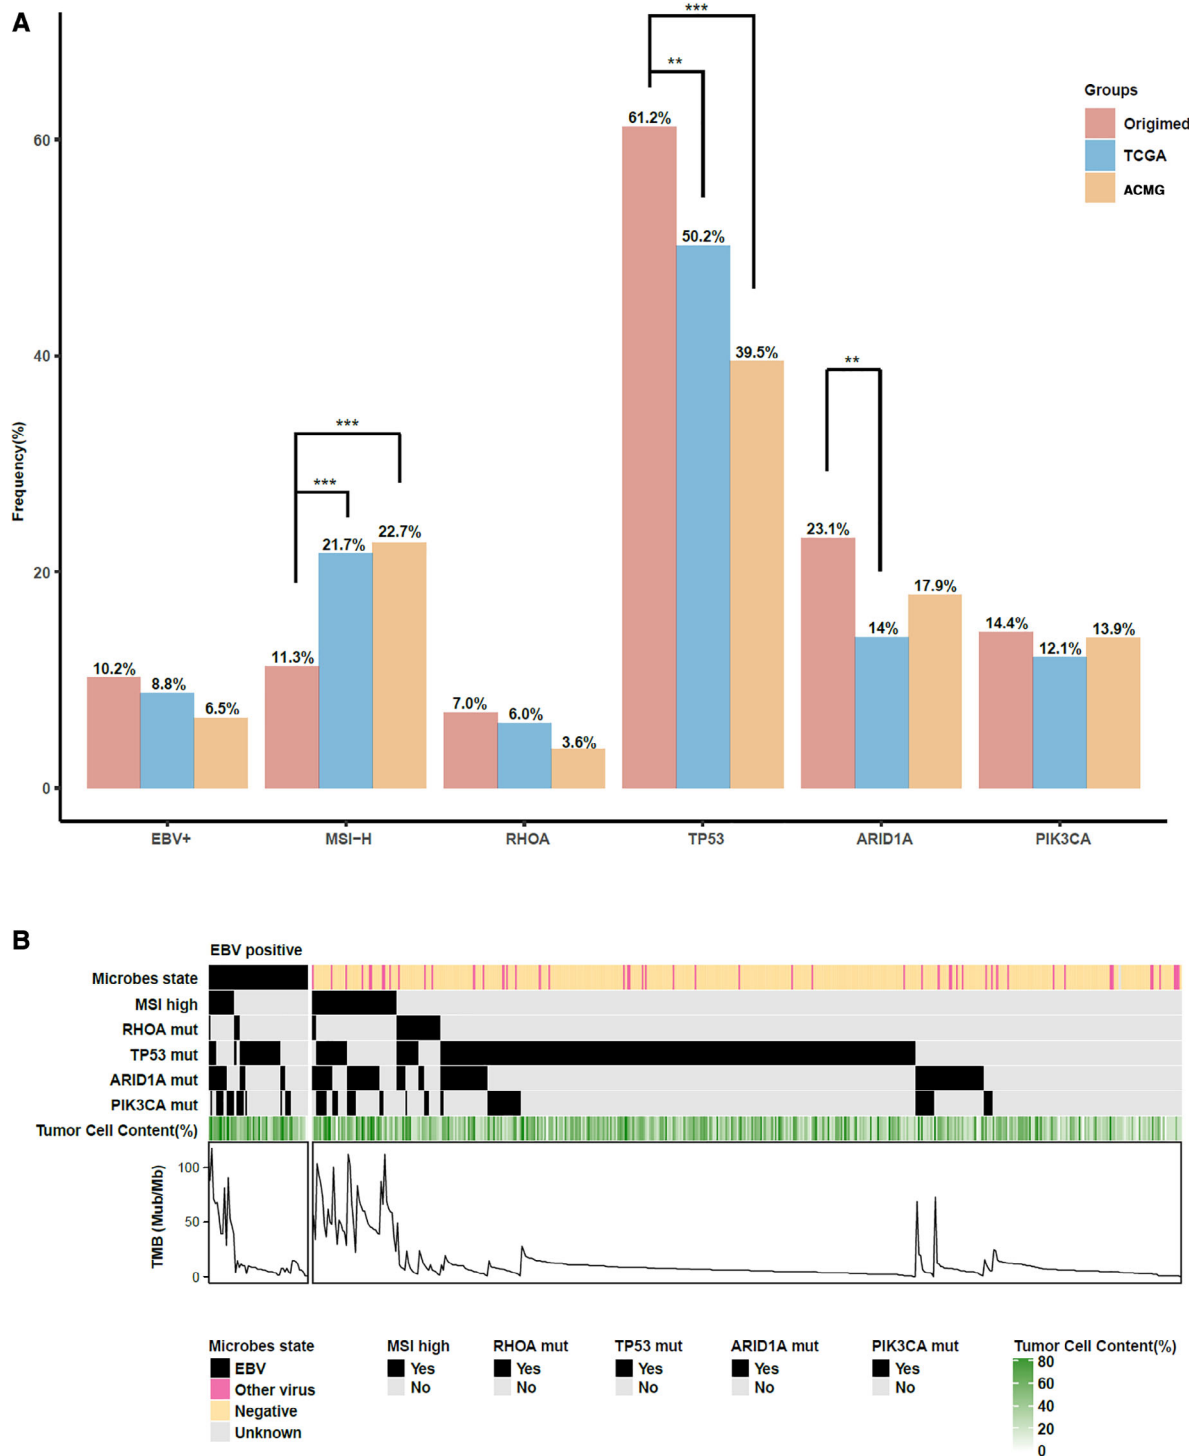 A
***
**
Groups
Origimed
TCGA
ACMG
61.2%
50.2%
39.5%
**
***
***
23.1%
14%
17.9%
21.7%
22.7%
11.3%
10.2%
8.8%
6.5%
7.0%
6.0%
3.6%
14.4%
12.1%
13.9%
Frequency(%)
60
40
20
0
EBV+ MSI-H RHOA TP53 ARID1A PIK3CA
B
EBV positive
Microbes state
MSI high
RHOA mut
TP53 mut
ARID1A mut
PIK3CA mut
Tumor Cell Content(%)
TMB (Mub/Mb)
100
50
0
Microbes state
EBV
Other virus
Negative
Unknown
MSI high
Yes
No
RHOA mut
Yes
No
TP53 mut
Yes
No
ARID1A mut
Yes
No
PIK3CA mut
Yes
No
Tumor Cell Content(%)
80
60
40
20
0